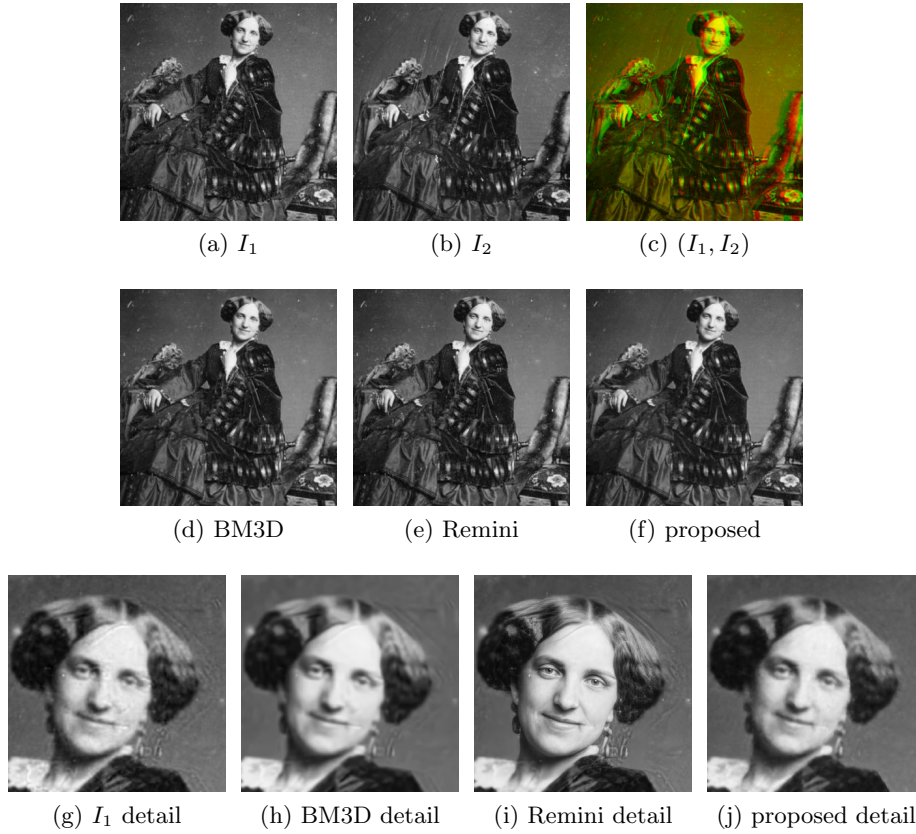 (a) I₁ (b) I₂ (c) (I₁, I₂)
(d) BM3D (e) Remini (f) proposed
(g) I₁ detail (h) BM3D detail (i) Remini detail (j) proposed detail